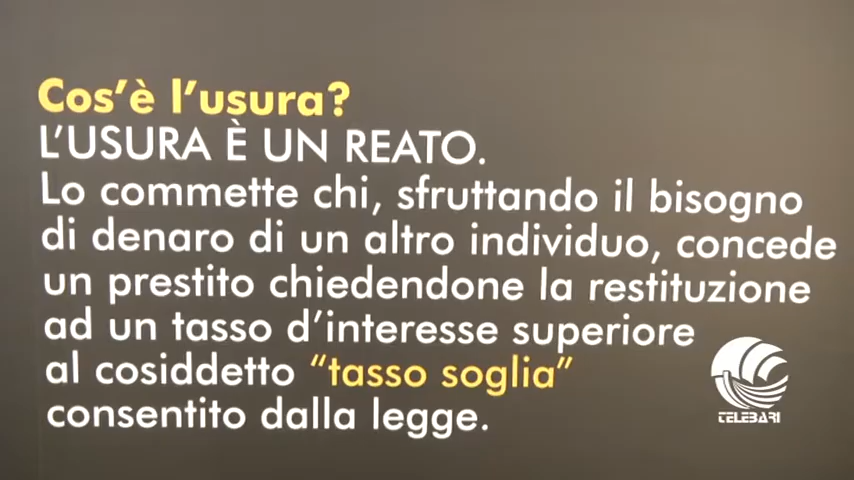 Cos'è l'usura?
L'USURA È UN REATO.
Lo commette chi, sfruttando il bisogno
di denaro di un altro individuo, concede
un prestito chiedendone la restituzione
ad un tasso d'interesse superiore
al cosiddetto “tasso soglia”
consentito dalla legge.
TELEBARI